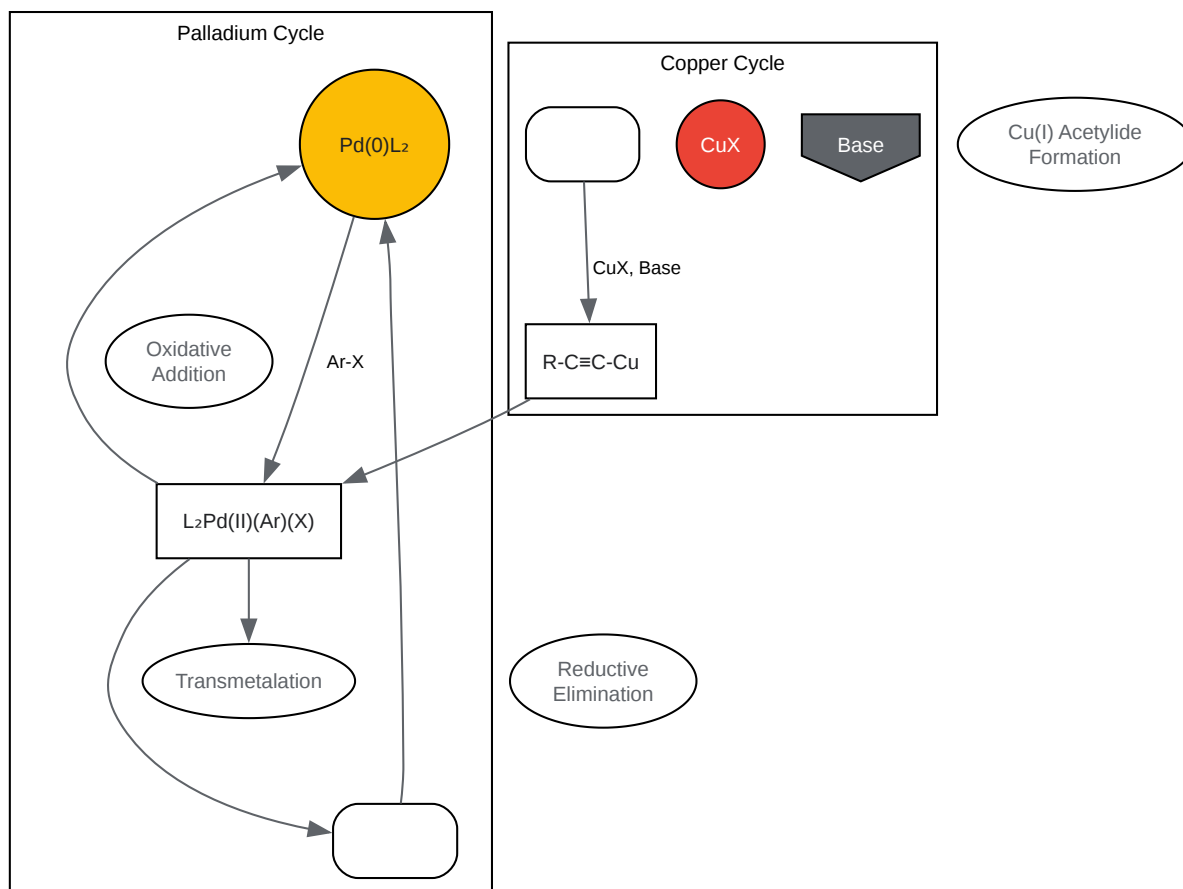 Palladium Cycle
Copper Cycle
Pd(0)L₂
CuX
Base
Cu(I) Acetylide
Formation
CuX, Base
Oxidative
Addition
Ar-X
R-C≡C-Cu
L₂Pd(II)(Ar)(X)
Transmetalation
Reductive
Elimination